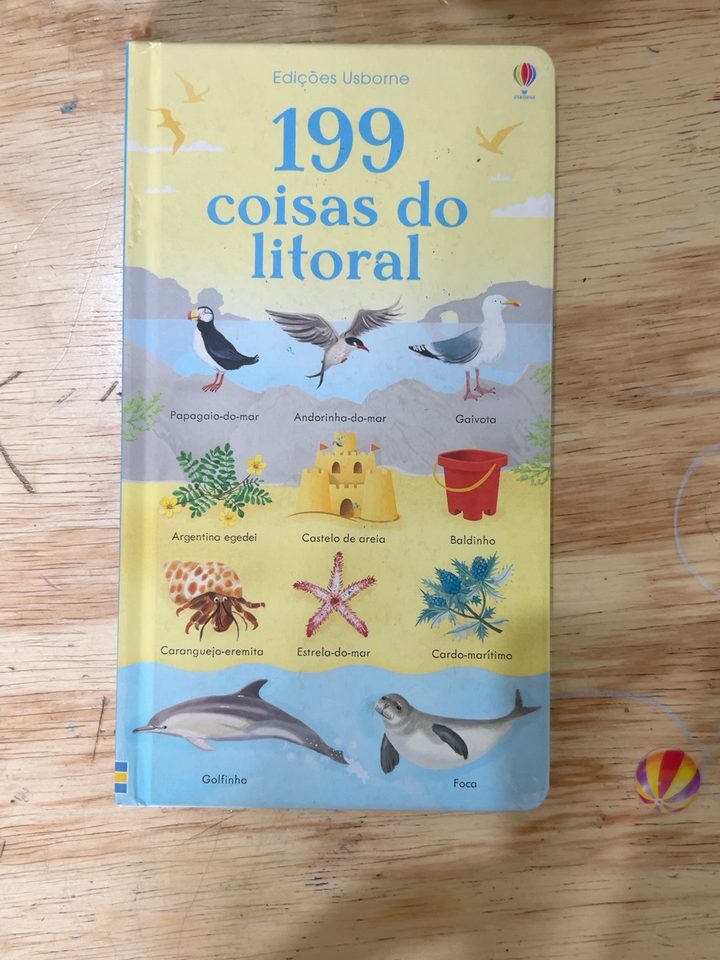 Edições Usborne
199
coisas do
litoral
Papagaio-do-mar
Andorinha-do-mar
Gaivota
Argentina egedei
Castelo de areia
Baldinho
Caranguejo-eremita
Estrela-do-mar
Cardo-marítimo
Golfinho
Foca